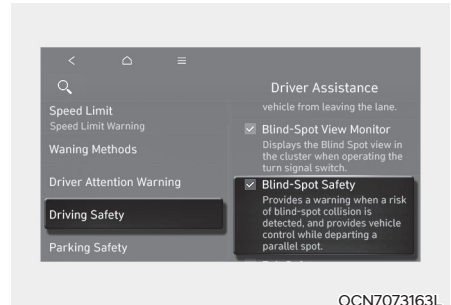 Driver Assistance
Speed Limit
Speed Limit Warning
Waning Methods
Driver Attention Warning
Driving Safety
Parking Safety
vehicle from leaving the lane.
Blind-Spot View Monitor
Displays the Blind Spot view in
the cluster when operating the
turn signal switch.
Blind-Spot Safety
Provides a warning when a risk
of blind-spot collision is
detected, and provides vehicle
control while departing a
parallel spot.
OCN7073163L